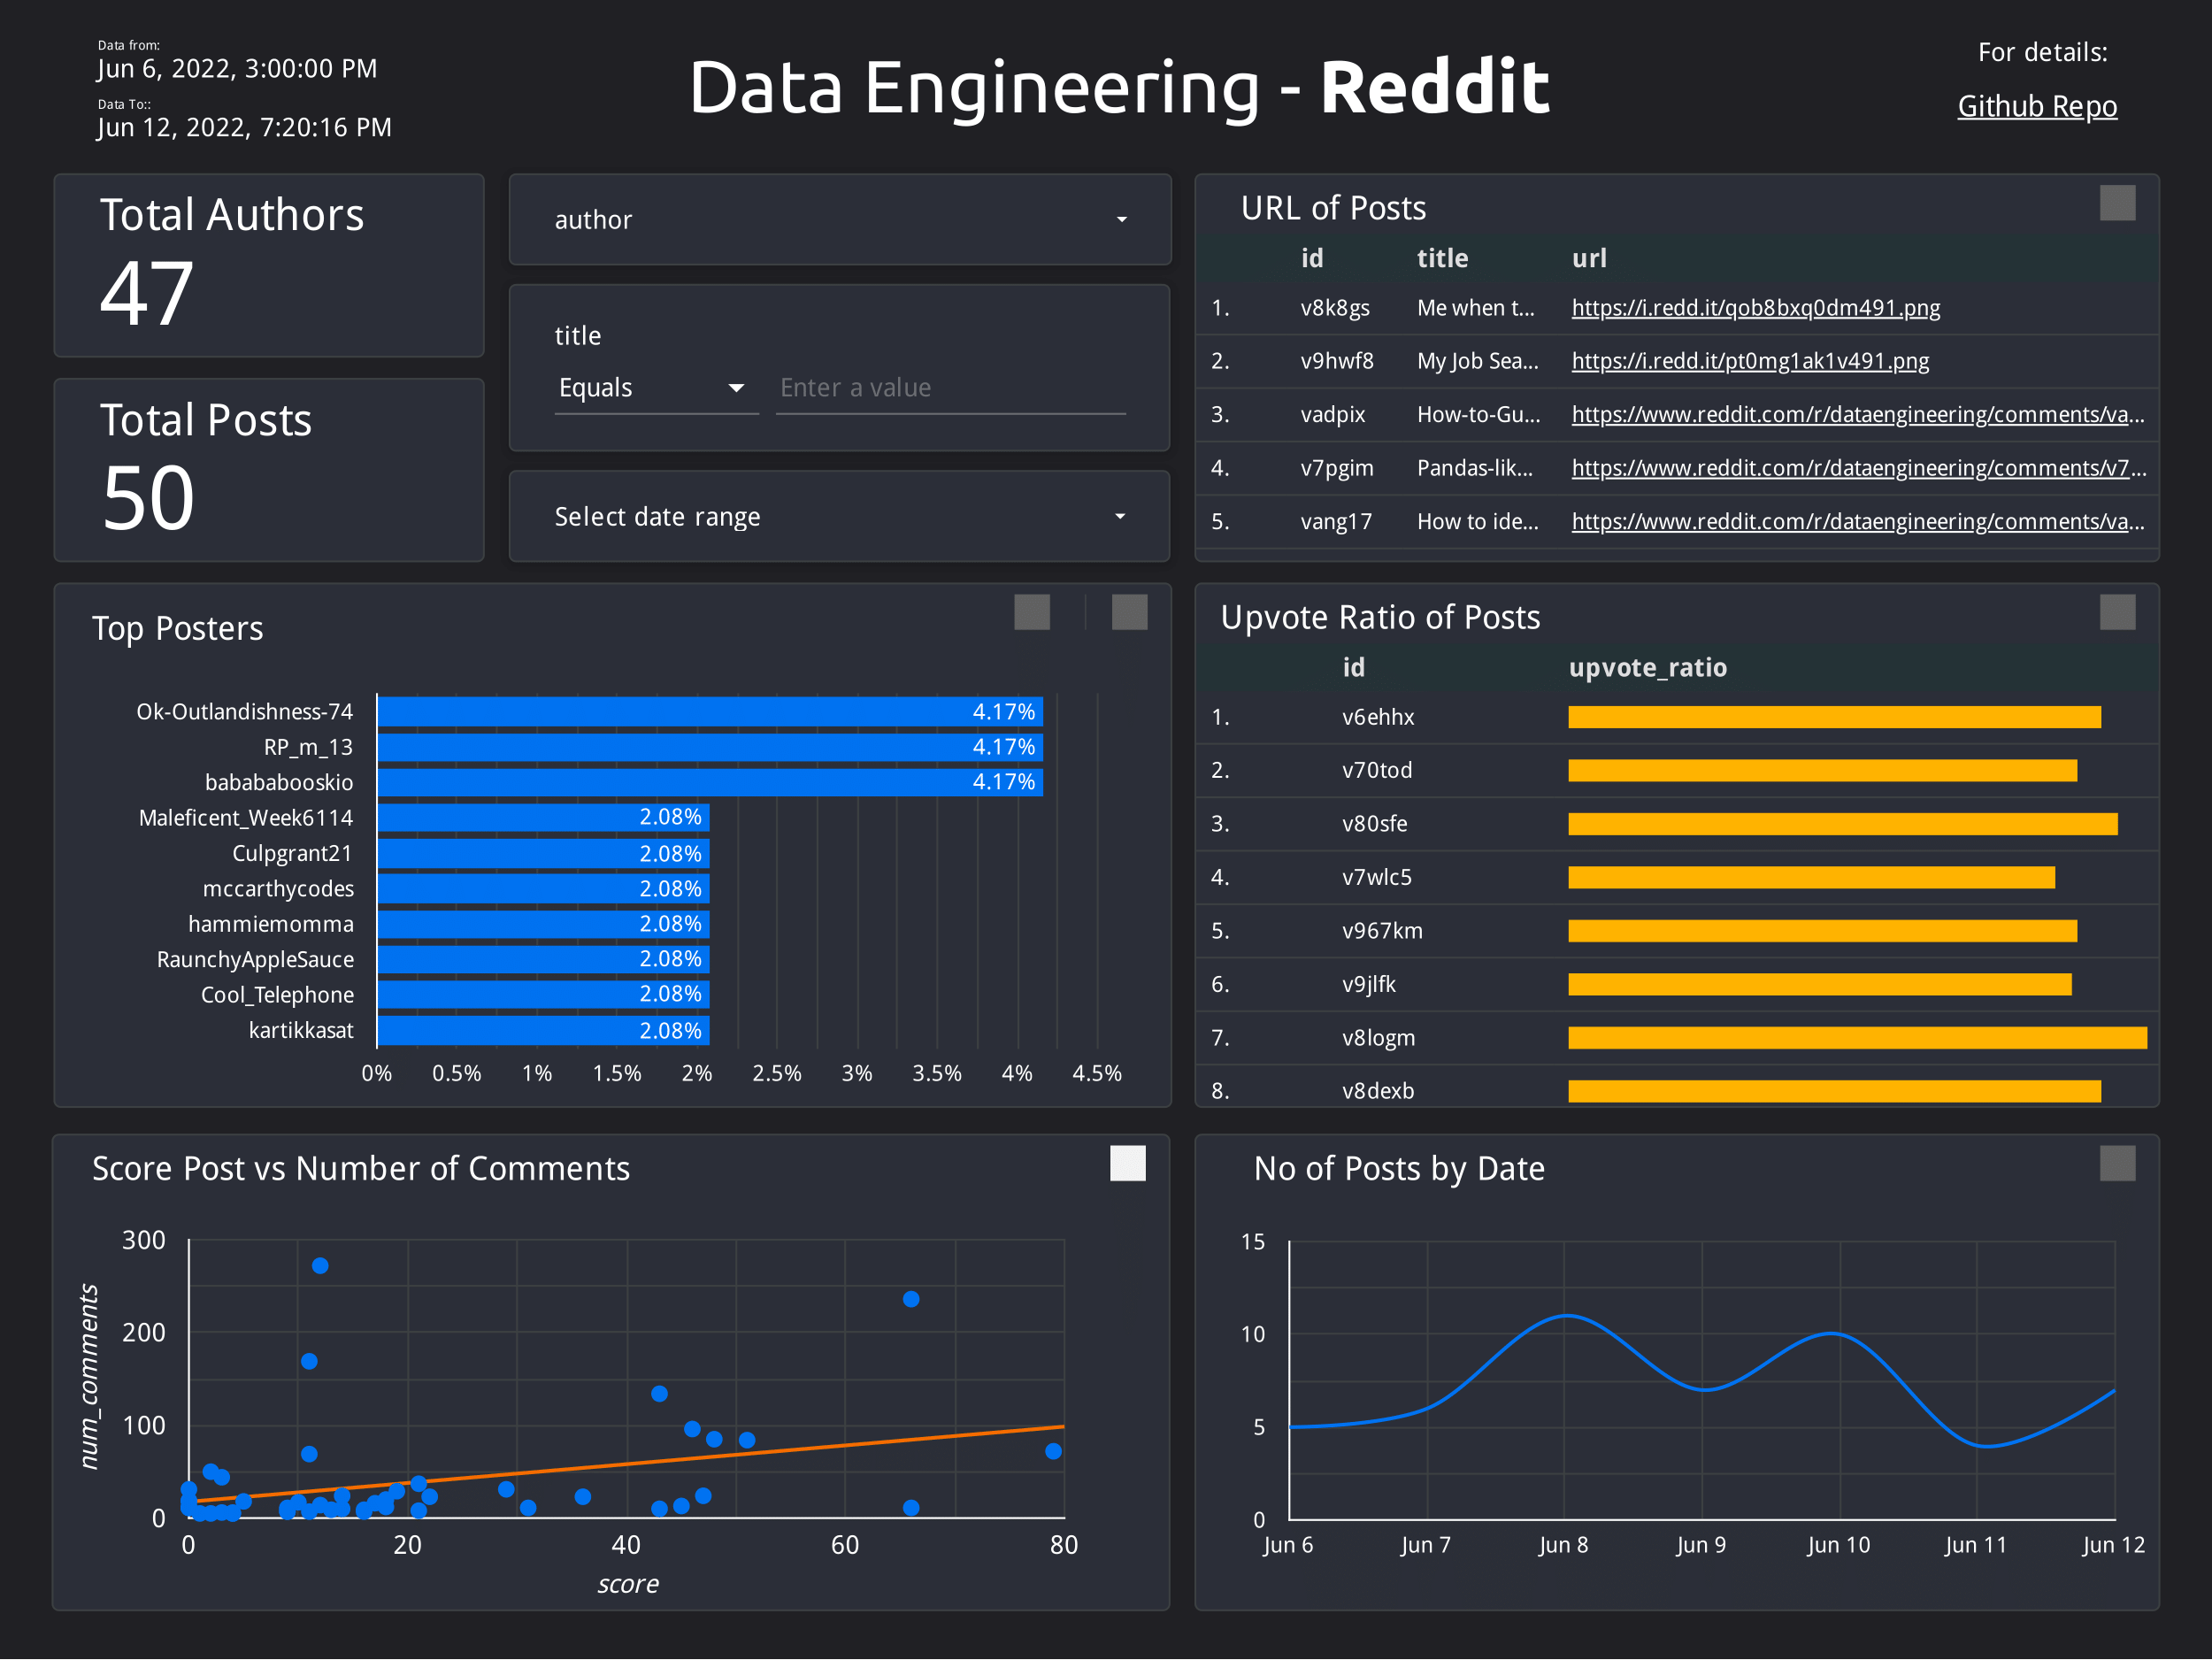 Data from:
Jun 6, 2022, 3:00:00 PM
Data To::
Jun 12, 2022, 7:20:16 PM
Data Engineering - Reddit
For details:
Github Repo
Total Authors
47
Total Posts
50
author
title
Equals Enter a value
Select date range
URL of Posts
id title url
1. v8k8gs Me when t... https://i.redd.it/qob8bxq0dm491.png
2. v9hwf8 My Job Sea... https://i.redd.it/pt0mg1ak1v491.png
3. vadpix How-to-Gu... https://www.reddit.com/r/dataengineering/comments/va...
4. v7pgim Pandas-lik... https://www.reddit.com/r/dataengineering/comments/v7...
5. vang17 How to ide... https://www.reddit.com/r/dataengineering/comments/va...
Top Posters
Ok-Outlandishness-74 4.17%
RP_m_13 4.17%
babababooskio 4.17%
Maleficent_Week6114 2.08%
Culpgrant21 2.08%
mccarthycodes 2.08%
hammiemomma 2.08%
RaunchyAppleSauce 2.08%
Cool_Telephone 2.08%
kartikkasat 2.08%
0% 0.5% 1% 1.5% 2% 2.5% 3% 3.5% 4% 4.5%
Upvote Ratio of Posts
id upvote_ratio
1. v6ehhx
2. v70tod
3. v80sfe
4. v7wlc5
5. v967km
6. v9jlfk
7. v8logm
8. v8dexb
Score Post vs Number of Comments
num_comments
300
200
100
0
0 20 40 60 80
score
No of Posts by Date
15
10
5
0
Jun 6 Jun 7 Jun 8 Jun 9 Jun 10 Jun 11 Jun 12